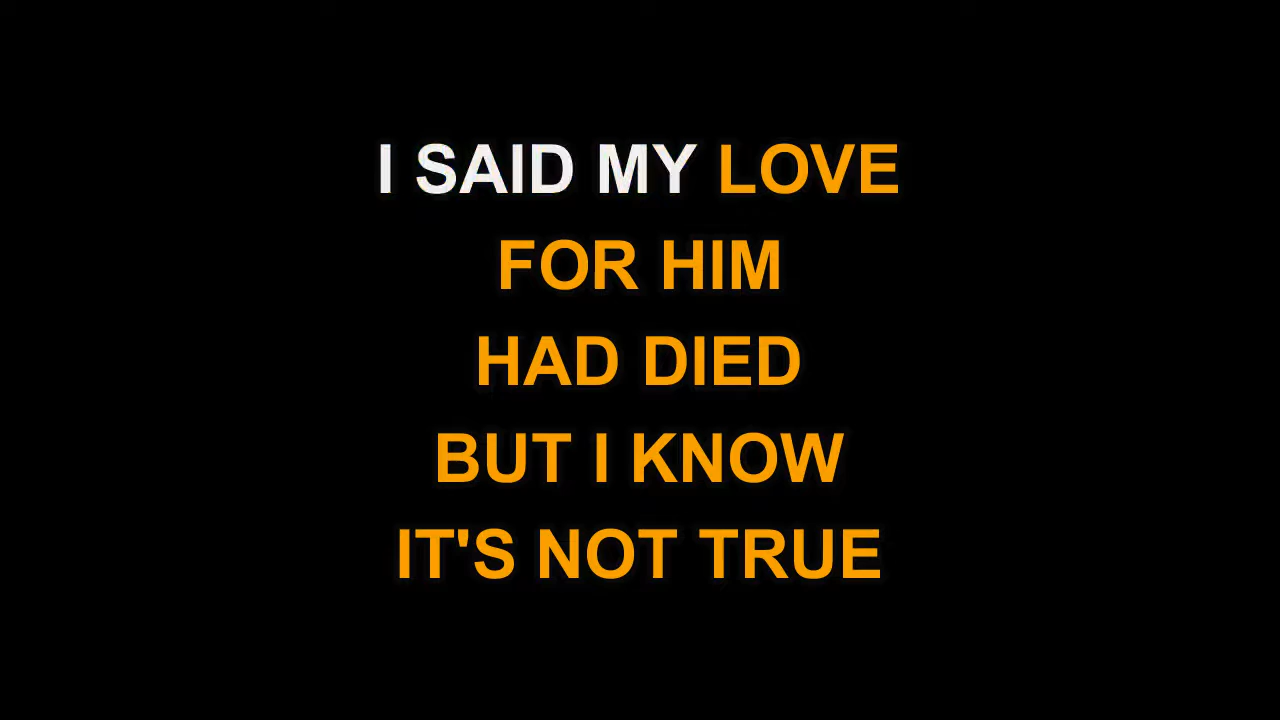 I SAID MY LOVE
FOR HIM
HAD DIED
BUT I KNOW
IT'S NOT TRUE